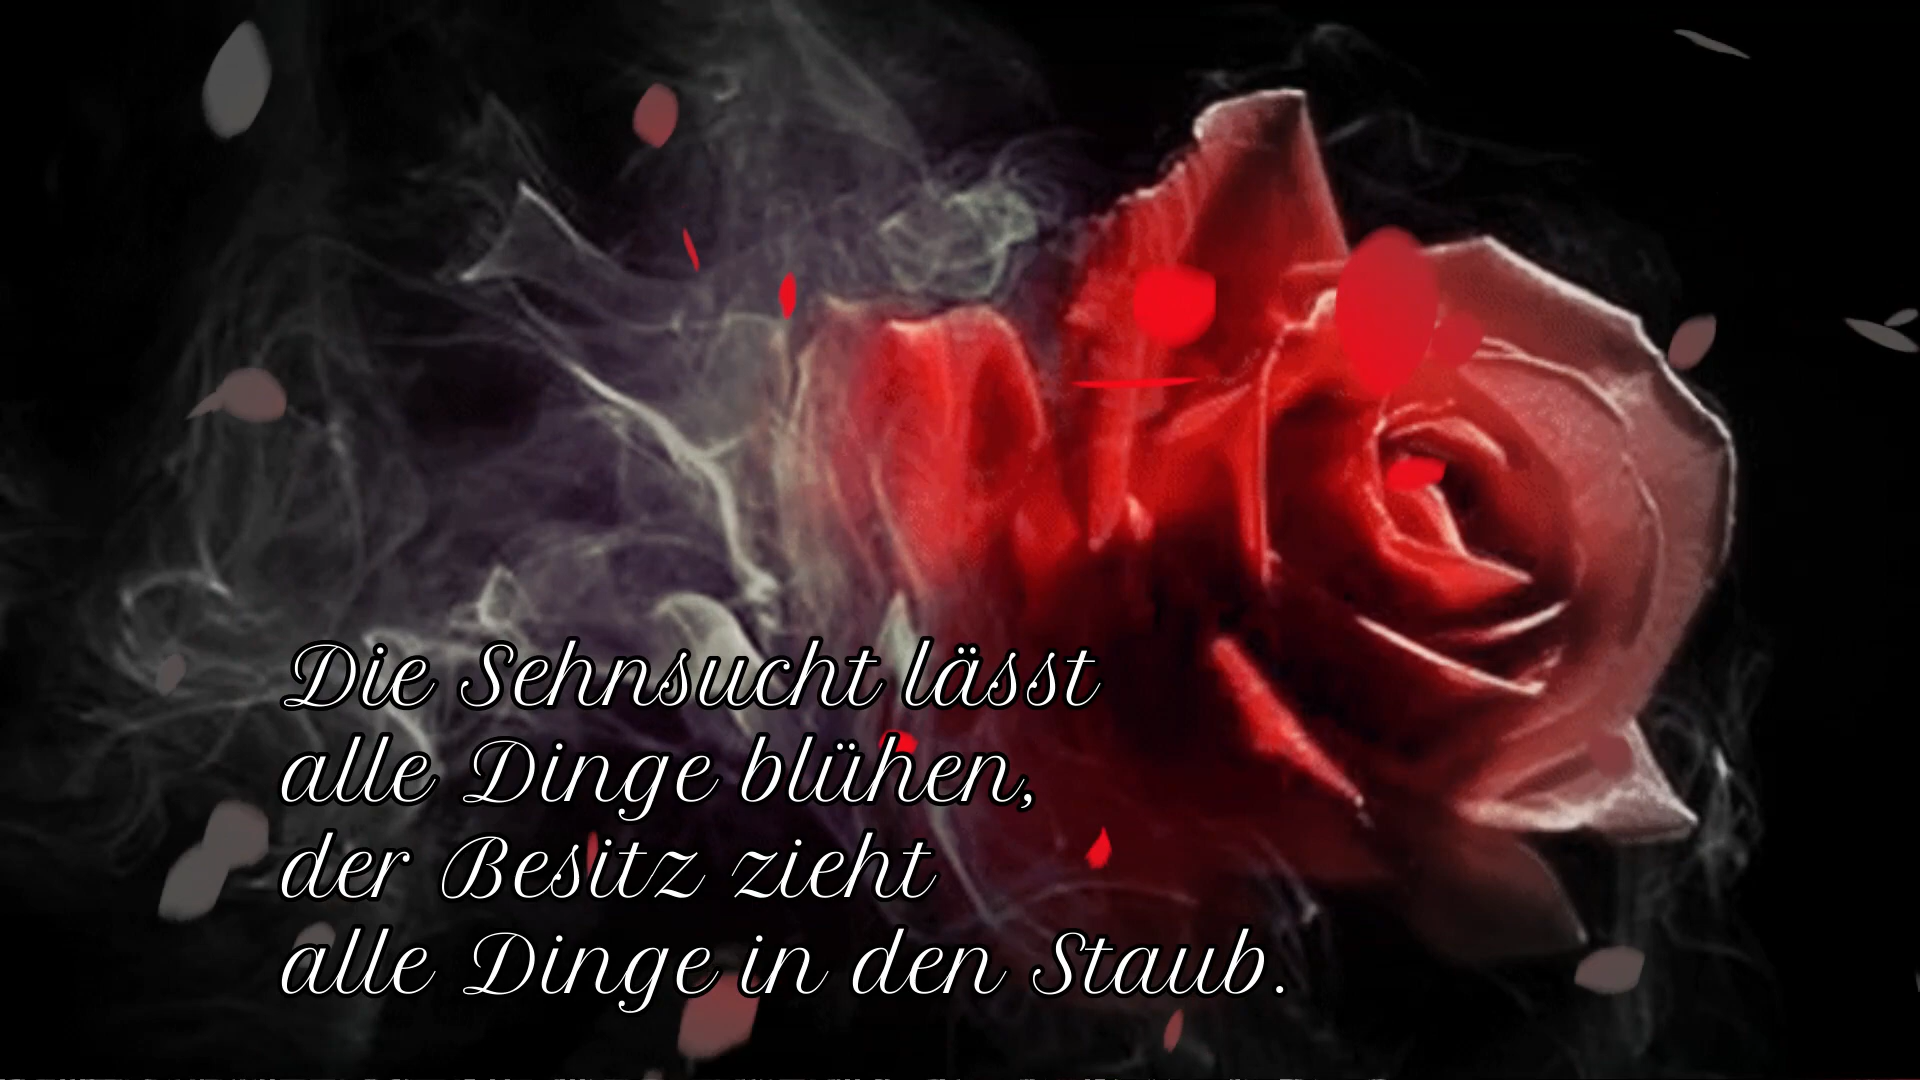 Die Sehnsucht lässt
alle Dinge blühen,
der Besitz zieht
alle Dinge in den Staub.